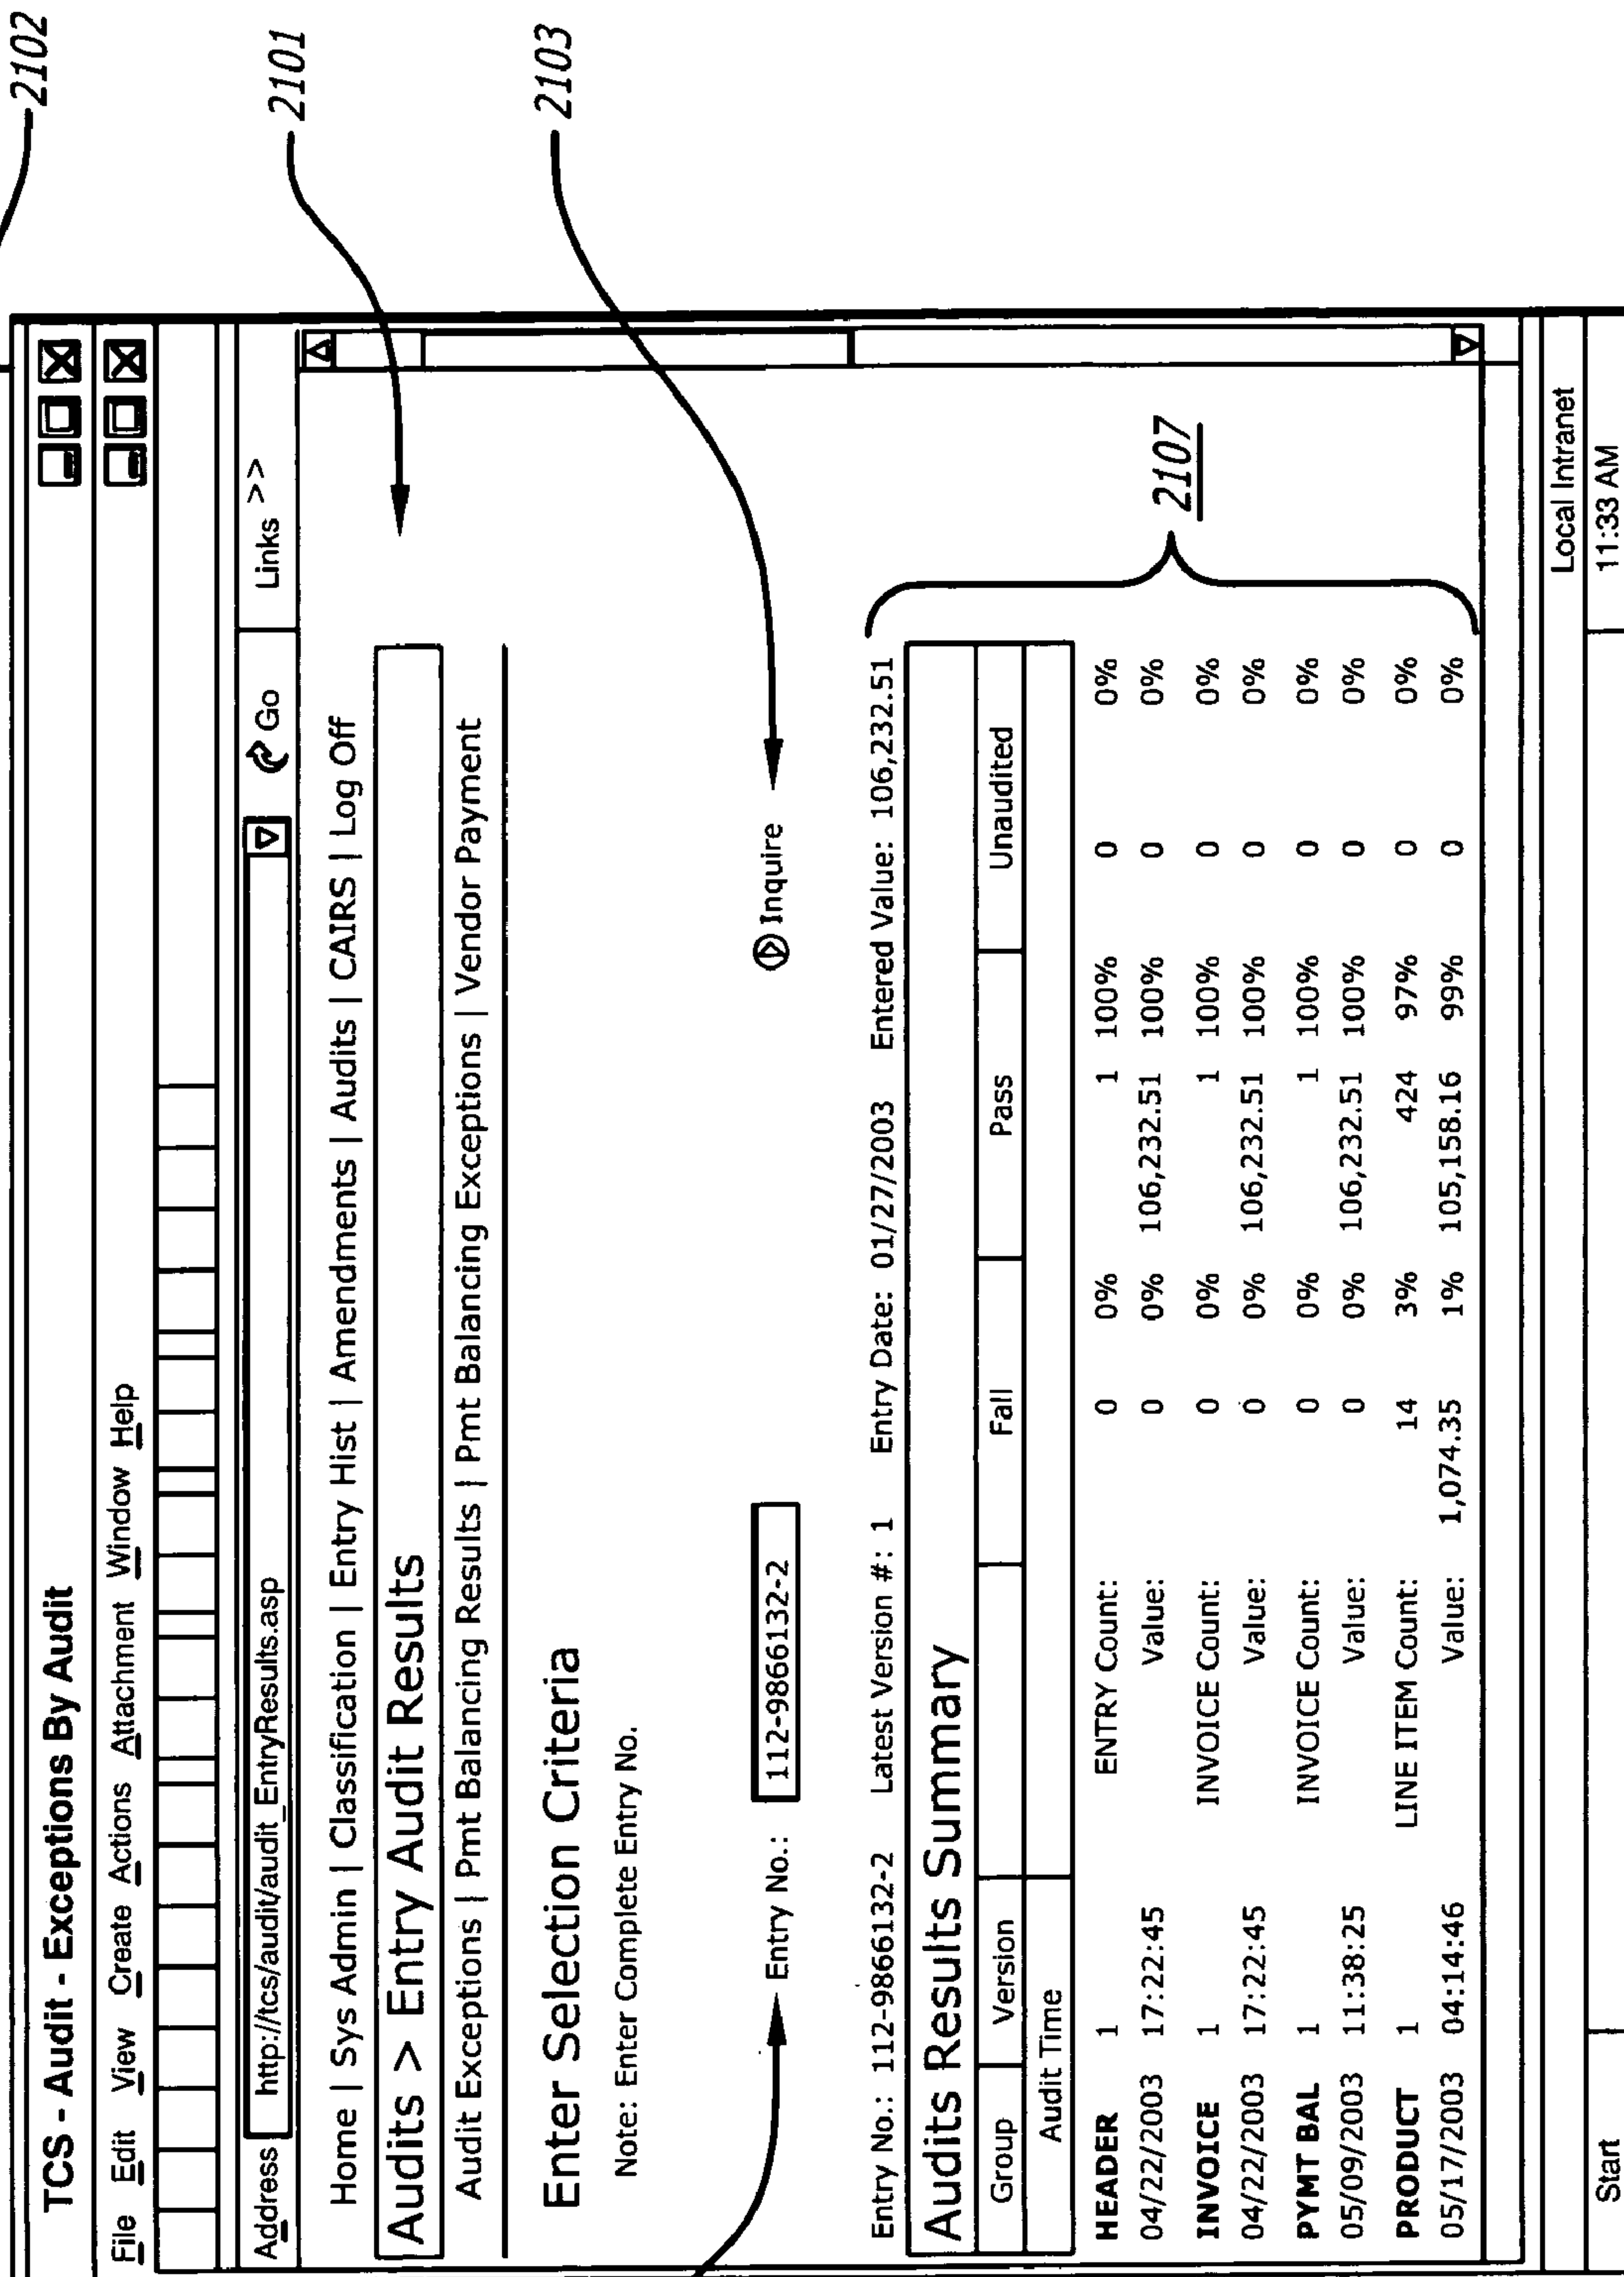 2102
TCS - Audit - Exceptions By Audit
File Edit View Create Actions Attachment Window Help
Address http://tcs/audit/audit_EntryResults.asp Go Links >>
2101
Home | Sys Admin | Classification | Entry Hist | Amendments | Audits | CAIRS | Log Off
Audits > Entry Audit Results
Audit Exceptions | Pmt Balancing Results | Pmt Balancing Exceptions | Vendor Payment
2103
Enter Selection Criteria
Note: Enter Complete Entry No.
Entry No.: 112-9866132-2 Inquire
Entry No.: 112-9866132-2 Latest Version #: 1 Entry Date: 01/27/2003 Entered Value: 106,232.51
Audits Results Summary
Group Version Fall Pass Unaudited
Audit Time
2107
HEADER 1 ENTRY Count: 0 0% 1 100% 0 0%
04/22/2003 17:22:45 Value: 0 0% 106,232.51 100% 0 0%
INVOICE 1 INVOICE Count: 0 0% 1 100% 0 0%
04/22/2003 17:22:45 Value: 0 0% 106,232.51 100% 0 0%
PYMT BAL 1 INVOICE Count: 0 0% 1 100% 0 0%
05/09/2003 11:38:25 Value: 0 0% 106,232.51 100% 0 0%
PRODUCT 1 LINE ITEM Count: 14 3% 424 97% 0 0%
05/17/2003 04:14:46 Value: 1,074.35 1% 105,158.16 99% 0 0%
Local Intranet
Start 11:33 AM